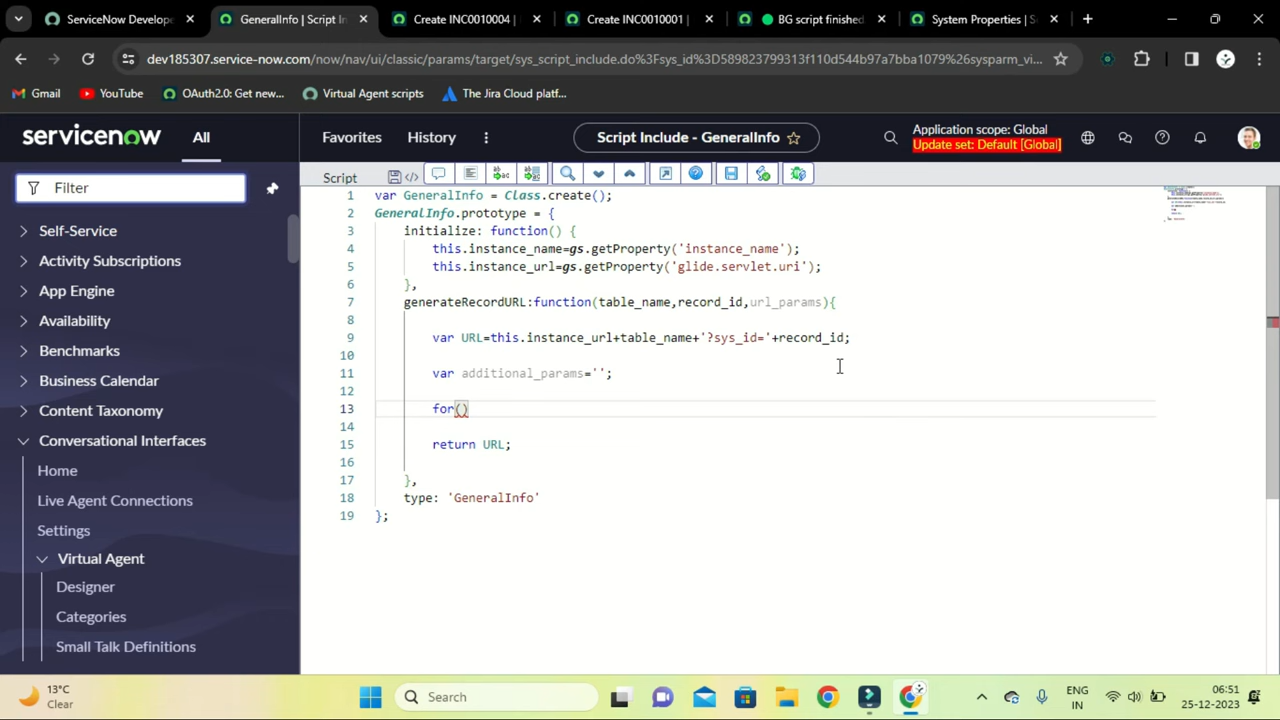 ServiceNow Develope
GeneralInfo | Script In
Create INC0010004 |
Create INC0010001 |
BG script finished
System Properties | S
dev185307.service-now.com/now/nav/ui/classic/params/target/sys_script_include.do%3Fsys_id%3D589823799313f110d544b97a7bba1079%26sysparm_vi...
Gmail
YouTube
OAuth2.0: Get new...
Virtual Agent scripts
The Jira Cloud platf...
servicenow
All
Favorites
History
Script Include - GeneralInfo
Application scope: Global
Update set: Default [Global]
Filter
Self-Service
Activity Subscriptions
App Engine
Availability
Benchmarks
Business Calendar
Content Taxonomy
Conversational Interfaces
Home
Live Agent Connections
Settings
Virtual Agent
Designer
Categories
Small Talk Definitions
Script
1 var GeneralInfo = Class.create();
2 GeneralInfo.prototype = {
3 initialize: function() {
4 this.instance_name=gs.getProperty('instance_name');
5 this.instance_url=gs.getProperty('glide.servlet.uri');
6 },
7 generateRecordURL:function(table_name,record_id,url_params){
8
9 var URL=this.instance_url+table_name+'?sys_id='+record_id;
10
11 var additional_params='';
12
13 for()
14
15 return URL;
16
17 },
18 type: 'GeneralInfo'
19 };
13°C
Clear
Search
ENG
IN
06:51
25-12-2023